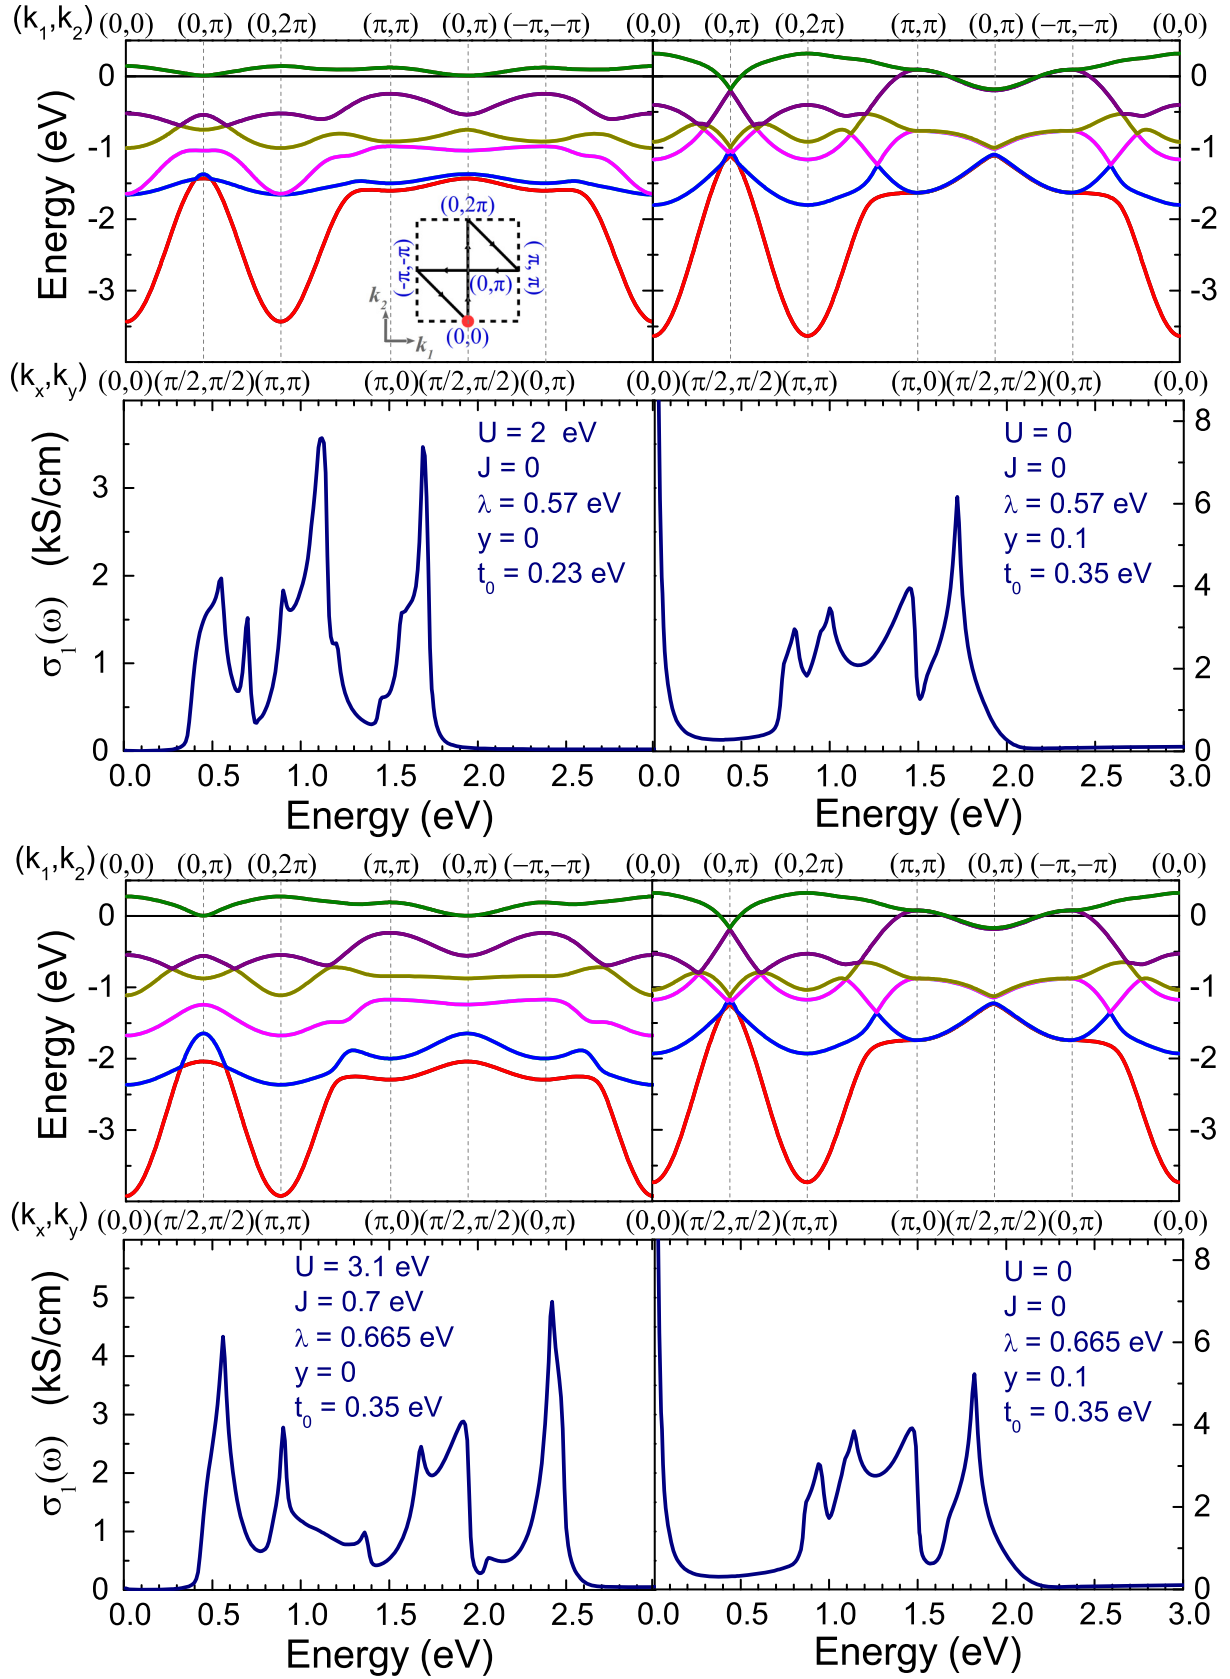 (k1,k2) (0,0) (0,π) (0,2π) (π,π) (0,π) (−π,−π) (0,0) (0,π) (0,2π) (π,π) (0,π) (−π,−π) (0,0)
Energy (eV)
0
-1
-2
-3
0
-1
-2
-3
(0,2π)
(-π,-π)
(π, π)
(0,π)
(0,0)
k2
k1
(kx,ky) (0,0)(π/2,π/2)(π,π) (π,0)(π/2,π/2)(0,π) (0,0)(π/2,π/2)(π,π) (π,0)(π/2,π/2)(0,π) (0,0)
σ1(ω) (kS/cm)
3
2
1
0
U = 2 eV
J = 0
λ = 0.57 eV
y = 0
t0 = 0.23 eV
U = 0
J = 0
λ = 0.57 eV
y = 0.1
t0 = 0.35 eV
8
6
4
2
0
0.0 0.5 1.0 1.5 2.0 2.5 0.0 0.5 1.0 1.5 2.0 2.5 3.0
Energy (eV) Energy (eV)
(k1,k2) (0,0) (0,π) (0,2π) (π,π) (0,π) (−π,−π) (0,0) (0,π) (0,2π) (π,π) (0,π) (−π,−π) (0,0)
Energy (eV)
0
-1
-2
-3
0
-1
-2
-3
(kx,ky) (0,0)(π/2,π/2)(π,π) (π,0)(π/2,π/2)(0,π) (0,0)(π/2,π/2)(π,π) (π,0)(π/2,π/2)(0,π) (0,0)
σ1(ω) (kS/cm)
5
4
3
2
1
0
U = 3.1 eV
J = 0.7 eV
λ = 0.665 eV
y = 0
t0 = 0.35 eV
U = 0
J = 0
λ = 0.665 eV
y = 0.1
t0 = 0.35 eV
8
6
4
2
0
0.0 0.5 1.0 1.5 2.0 2.5 0.0 0.5 1.0 1.5 2.0 2.5 3.0
Energy (eV) Energy (eV)